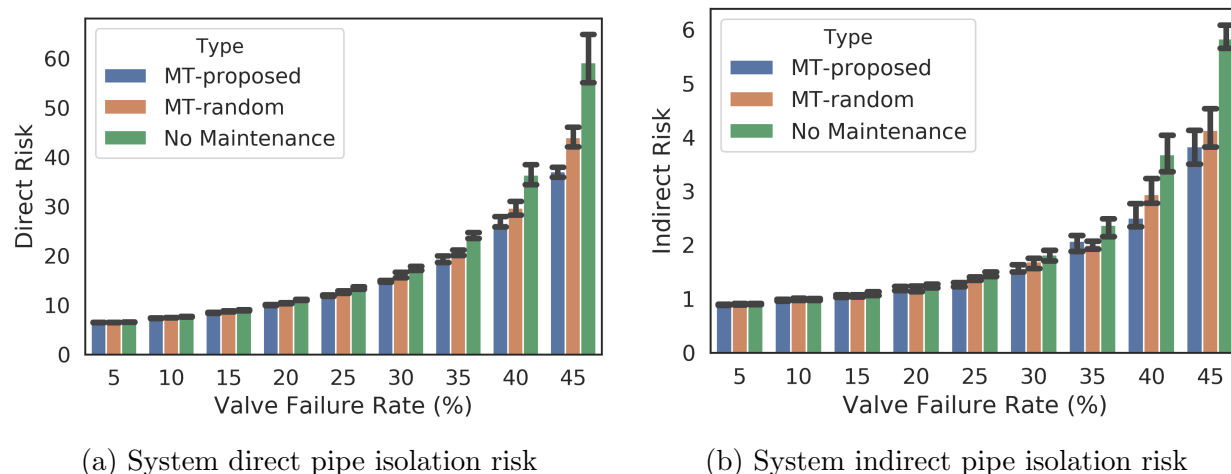 Type
MT-proposed
MT-random
No Maintenance
Direct Risk
60
50
40
30
20
10
0
5 10 15 20 25 30 35 40 45
Valve Failure Rate (%)
(a) System direct pipe isolation risk
Type
MT-proposed
MT-random
No Maintenance
Indirect Risk
6
5
4
3
2
1
0
5 10 15 20 25 30 35 40 45
Valve Failure Rate (%)
(b) System indirect pipe isolation risk